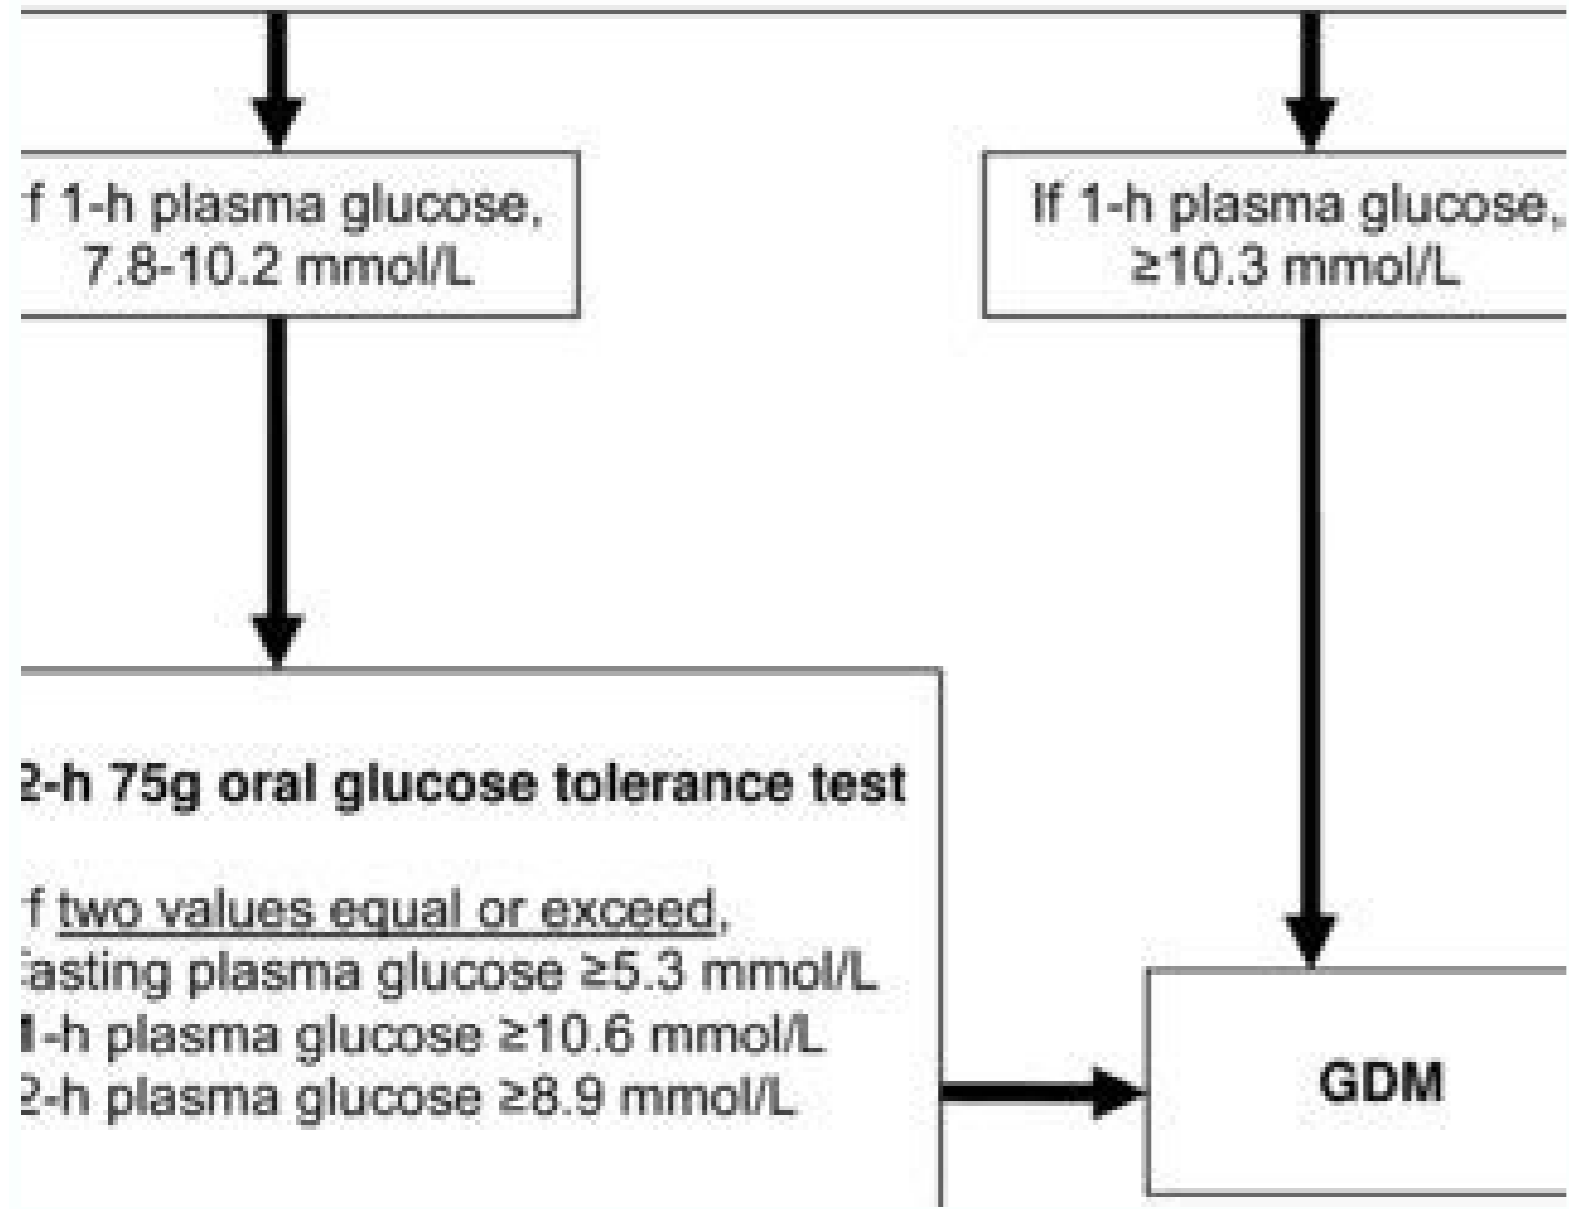 f 1-h plasma glucose,
7.8-10.2 mmol/L
If 1-h plasma glucose,
≥10.3 mmol/L
2-h 75g oral glucose tolerance test
f two values equal or exceed,
fasting plasma glucose ≥5.3 mmol/L
1-h plasma glucose ≥10.6 mmol/L
2-h plasma glucose ≥8.9 mmol/L
GDM